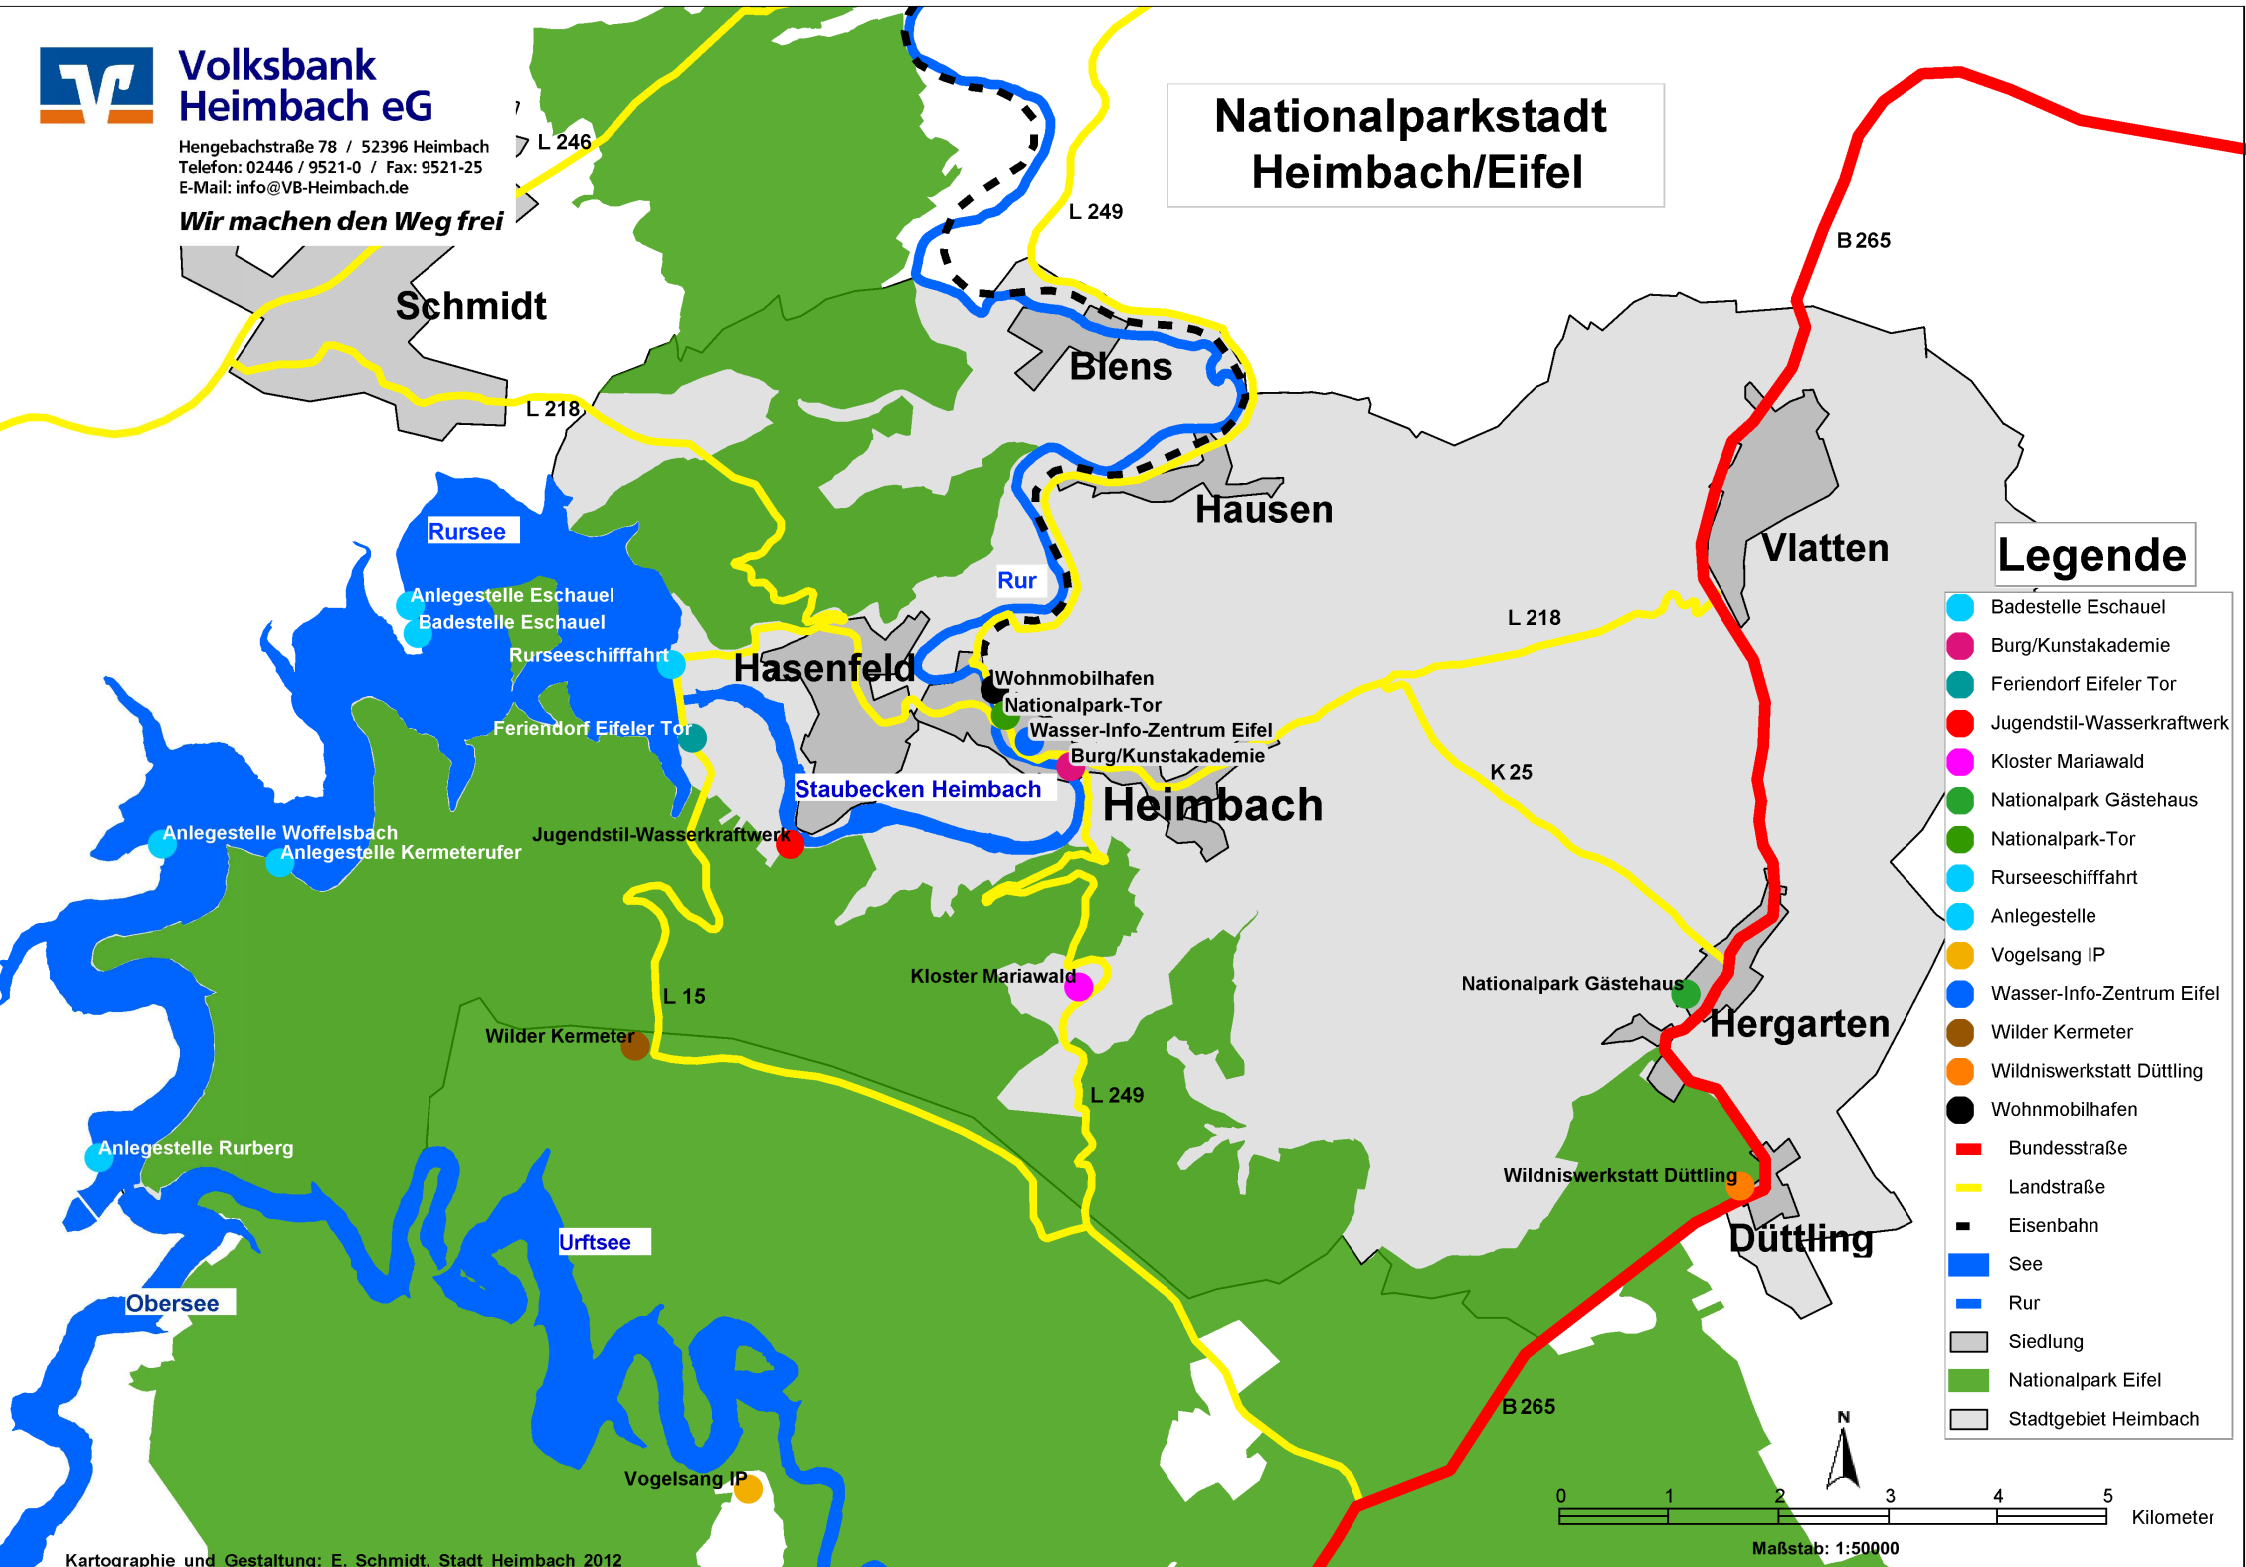 Volksbank
Heimbach eG
Hengebachstraße 78 / 52396 Heimbach
Telefon: 02446 / 9521-0 / Fax: 9521-25
E-Mail: info@VB-Heimbach.de
Wir machen den Weg frei
Nationalparkstadt
Heimbach/Eifel
L 246
L 249
B 265
Schmidt
Blens
L 218
Hausen
Rursee
Vlatten
Rur
Anlegestelle Eschauel
Badestelle Eschauel
L 218
Rurseeschifffahrt
Hasenfeld
Wohnmobilhafen
Nationalpark-Tor
Feriendorf Eifeler Tor
Wasser-Info-Zentrum Eifel
Burg/Kunstakademie
K 25
Staubecken Heimbach
Heimbach
Anlegestelle Woffelsbach
Jugendstil-Wasserkraftwerk
Anlegestelle Kermeterufer
Kloster Mariawald
Nationalpark Gästehaus
L 15
Hergarten
Wilder Kermeter
L 249
Anlegestelle Rurberg
Wildniswerkstatt Düttling
Urftsee
Düttling
Obersee
B 265
Vogelsang IP
Legende
Badestelle Eschauel
Burg/Kunstakademie
Feriendorf Eifeler Tor
Jugendstil-Wasserkraftwerk
Kloster Mariawald
Nationalpark Gästehaus
Nationalpark-Tor
Rurseeschifffahrt
Anlegestelle
Vogelsang IP
Wasser-Info-Zentrum Eifel
Wilder Kermeter
Wildniswerkstatt Düttling
Wohnmobilhafen
Bundesstraße
Landstraße
Eisenbahn
See
Rur
Siedlung
Nationalpark Eifel
Stadtgebiet Heimbach
N
0 1 2 3 4 5
Kilometer
Maßstab: 1:50000
Kartographie und Gestaltung: E. Schmidt, Stadt Heimbach 2012